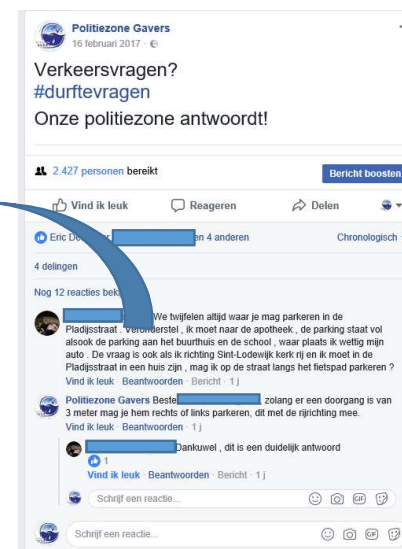 Politiezone Gavers
16 februari 2017
Verkeersvragen?
#durftevragen
Onze politiezone antwoordt!
2.427 personen bereikt
Bericht boosten
Vind ik leuk Reageren Delen
Eric De en 4 anderen Chronologisch
4 delingen
Nog 12 reacties
We twijfelen altijd waar je mag parkeren in de
Pladijsstraat . Veronderstel , ik moet naar de apotheek , de parking staat vol
alsook de parking aan het buurthuis en de school , waar plaats ik wettig mijn
auto . De vraag is ook als ik richting Sint-Lodewijk kerk rij en ik moet in de
Pladijsstraat in een huis zijn , mag ik op de straat langs het fietspad parkeren ?
Vind ik leuk · Beantwoorden · Bericht · 1 j
Politiezone Gavers Beste , zolang er een doorgang is van
3 meter mag je hem rechts of links parkeren, dit met de rijrichting mee.
Vind ik leuk · Beantwoorden · 1 j
Dankuwel , dit is een duidelijk antwoord
1
Vind ik leuk · Beantwoorden · Bericht · 1 j
Schrijf een reactie...
GIF
Schrijf een reactie...
GIF